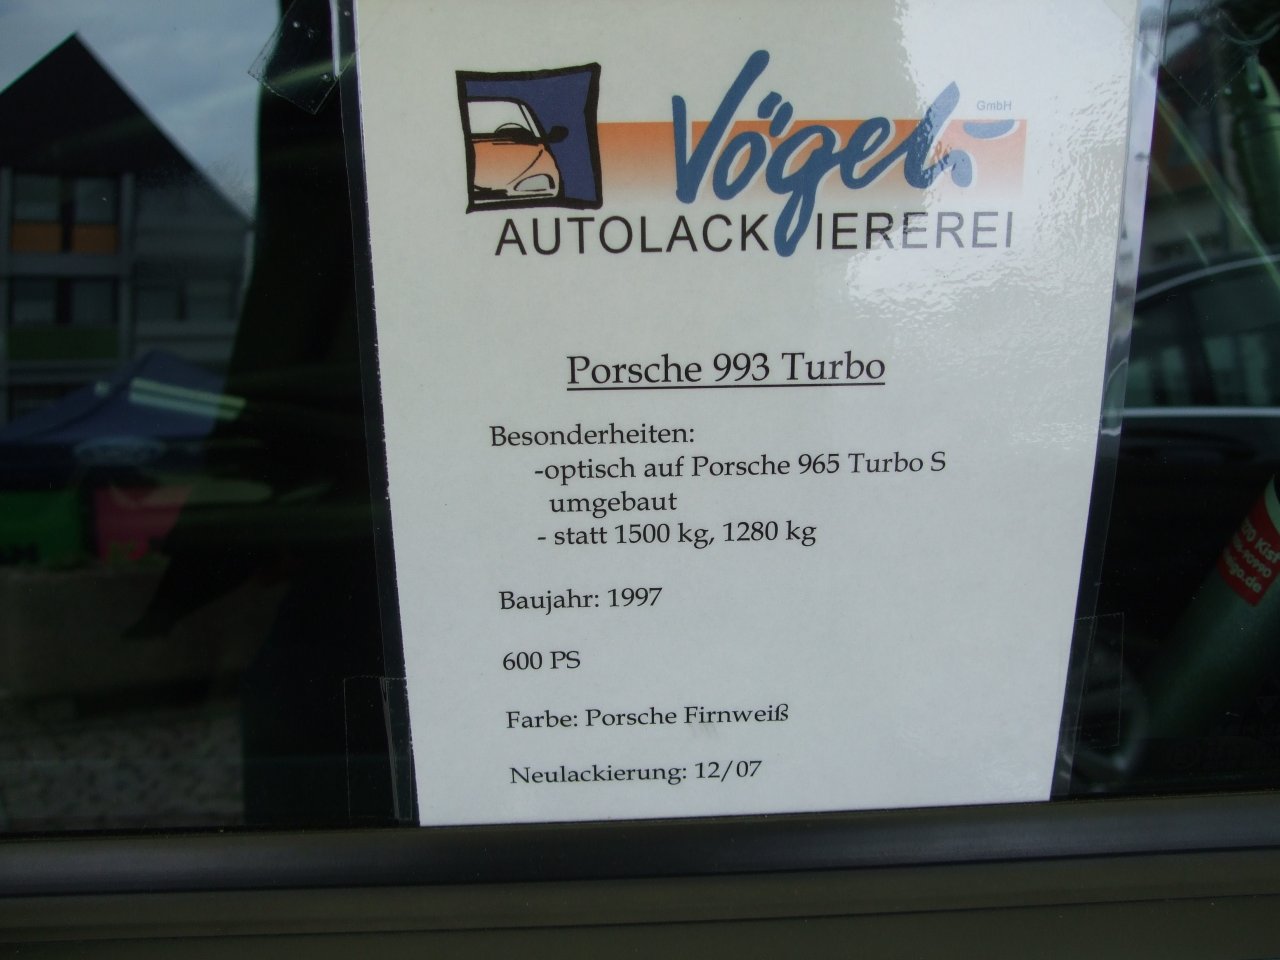 Vögel GmbH
AUTOLACKIEREREI
Porsche 993 Turbo
Besonderheiten:
-optisch auf Porsche 965 Turbo S
umgebaut
- statt 1500 kg, 1280 kg
Baujahr: 1997
600 PS
Farbe: Porsche Firnweiß
Neulackierung: 12/07